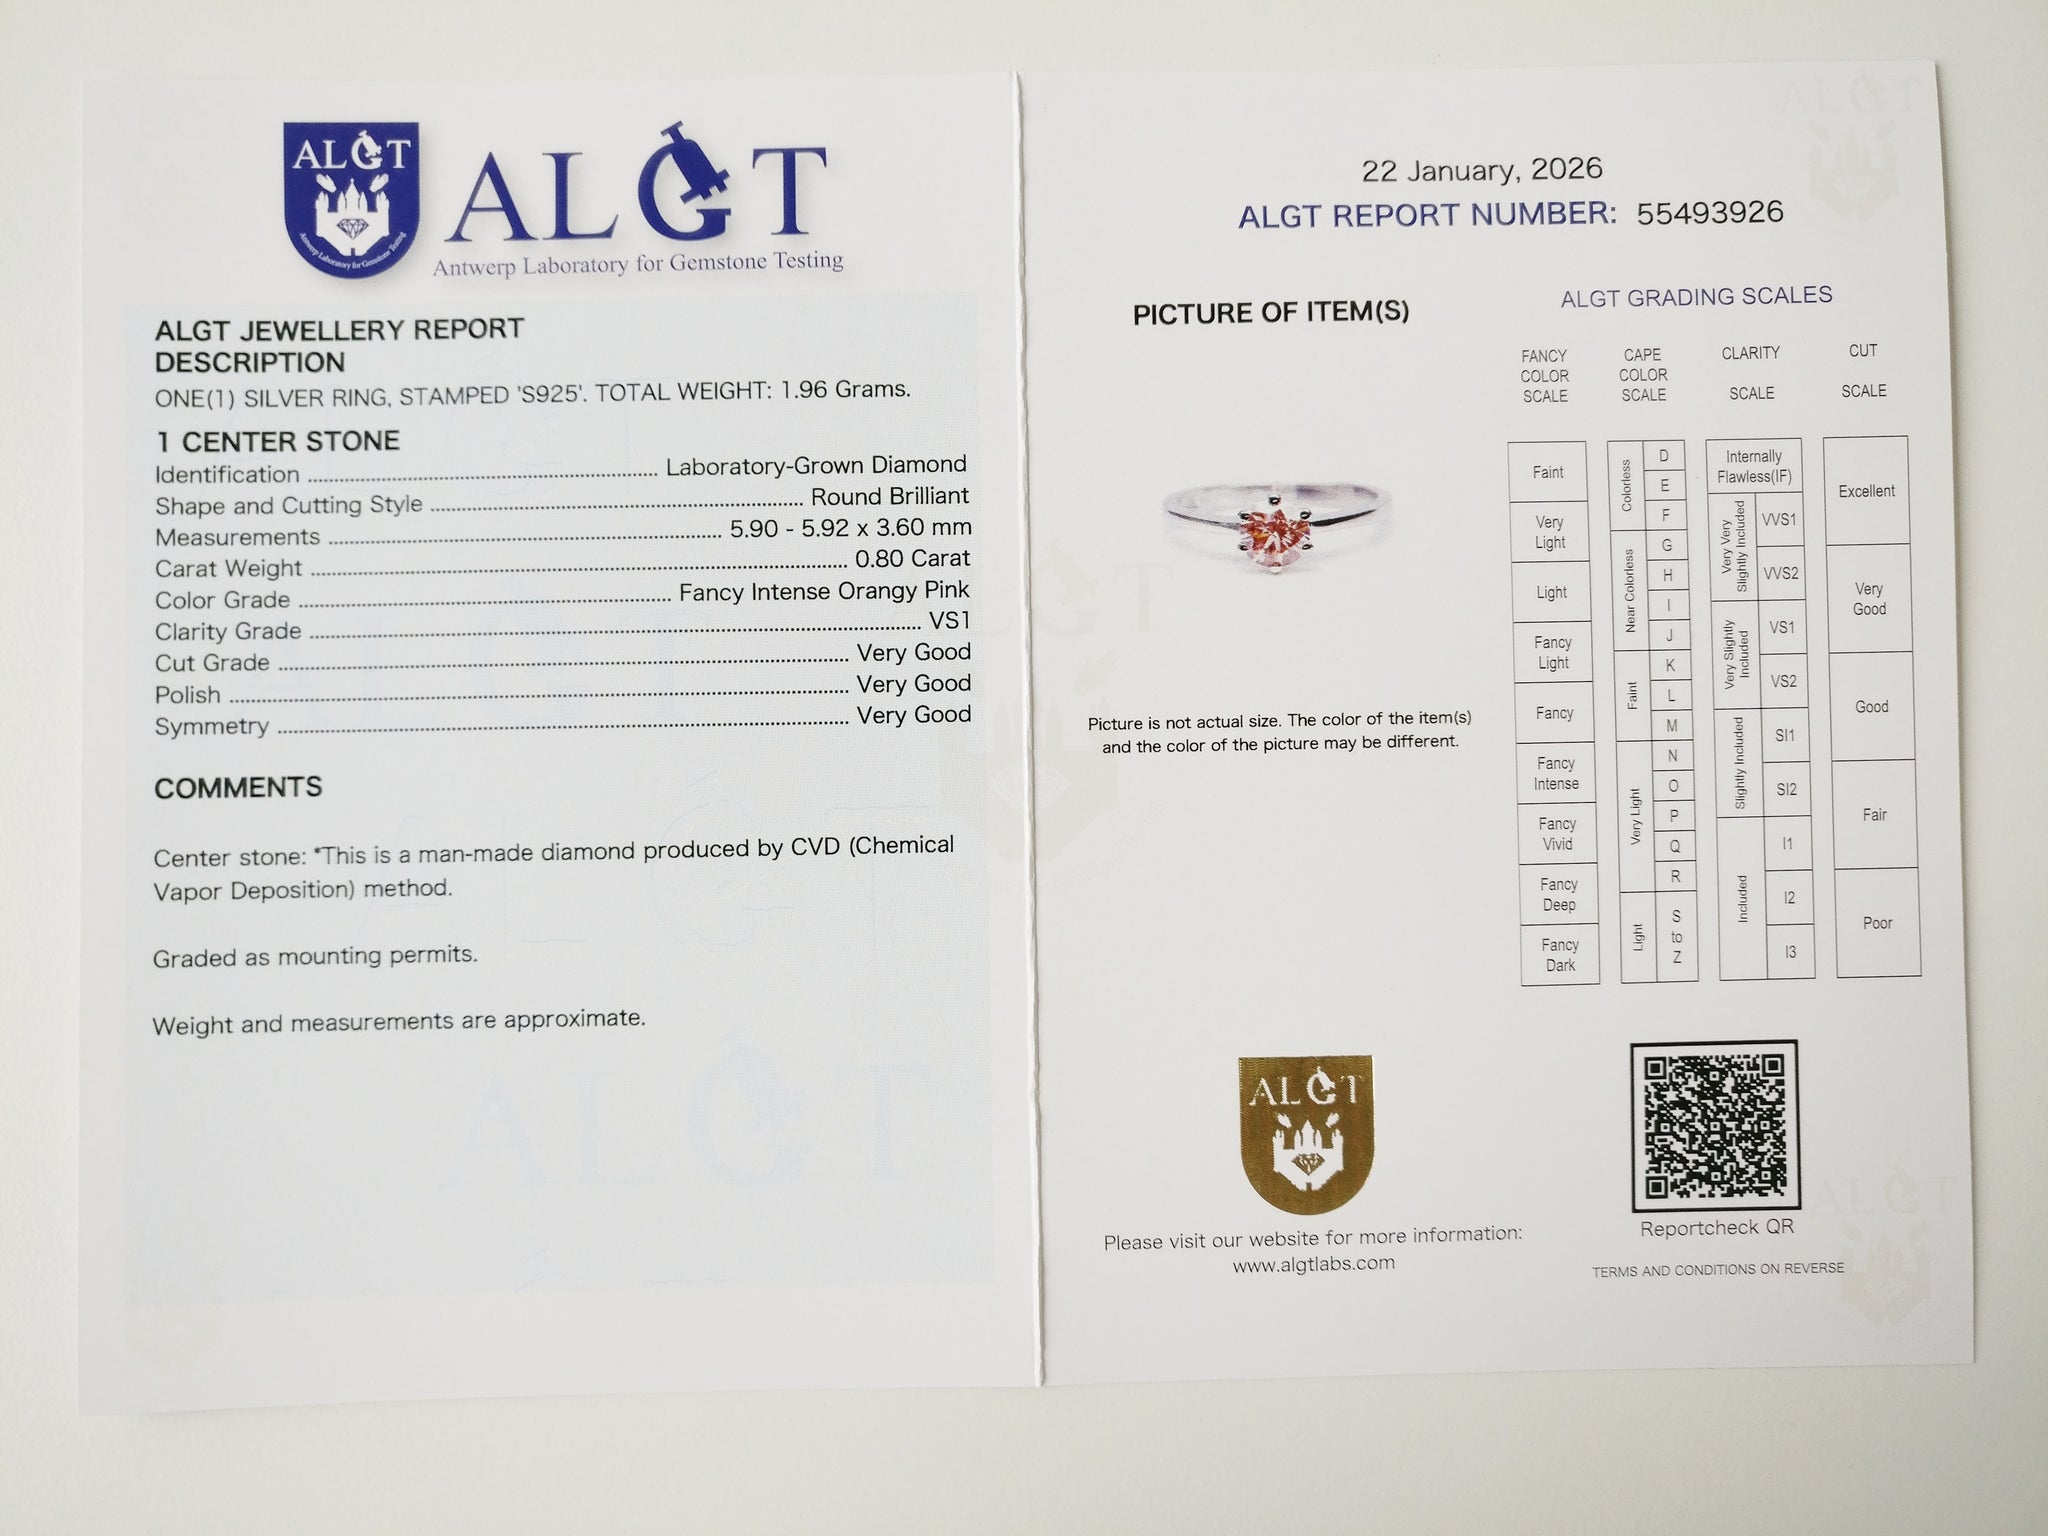 ALGT
Antwerp Laboratory for Gemstone Testing
ALGT
Antwerp Laboratory for Gemstone Testing
ALGT JEWELLERY REPORT
DESCRIPTION
ONE(1) SILVER RING, STAMPED 'S925'. TOTAL WEIGHT: 1.96 Grams.
1 CENTER STONE
Identification ........ Laboratory-Grown Diamond
Shape and Cutting Style ........ Round Brilliant
Measurements ........ 5.90 - 5.92 x 3.60 mm
Carat Weight ........ 0.80 Carat
Color Grade ........ Fancy Intense Orangy Pink
Clarity Grade ........ VS1
Cut Grade ........ Very Good
Polish ........ Very Good
Symmetry ........ Very Good
COMMENTS
Center stone: *This is a man-made diamond produced by CVD (Chemical
Vapor Deposition) method.
Graded as mounting permits.
Weight and measurements are approximate.
22 January, 2026
ALGT REPORT NUMBER: 55493926
PICTURE OF ITEM(S)
Picture is not actual size. The color of the item(s)
and the color of the picture may be different.
ALGT GRADING SCALES
FANCY
COLOR
SCALE
Faint
Very
Light
Light
Fancy
Light
Fancy
Fancy
Intense
Fancy
Vivid
Fancy
Deep
Fancy
Dark
CAPE
COLOR
SCALE
Colorless
D
E
F
Near Colorless
G
H
I
J
Faint
K
L
M
Very Light
N
O
P
Q
R
Light
S
to
Z
CLARITY
SCALE
Internally
Flawless(IF)
Very Very
Slightly Included
VVS1
VVS2
Very Slightly
Included
VS1
VS2
Slightly Included
SI1
SI2
Included
I1
I2
I3
CUT
SCALE
Excellent
Very
Good
Good
Fair
Poor
ALGT
Please visit our website for more information:
www.algtlabs.com
Reportcheck QR
TERMS AND CONDITIONS ON REVERSE